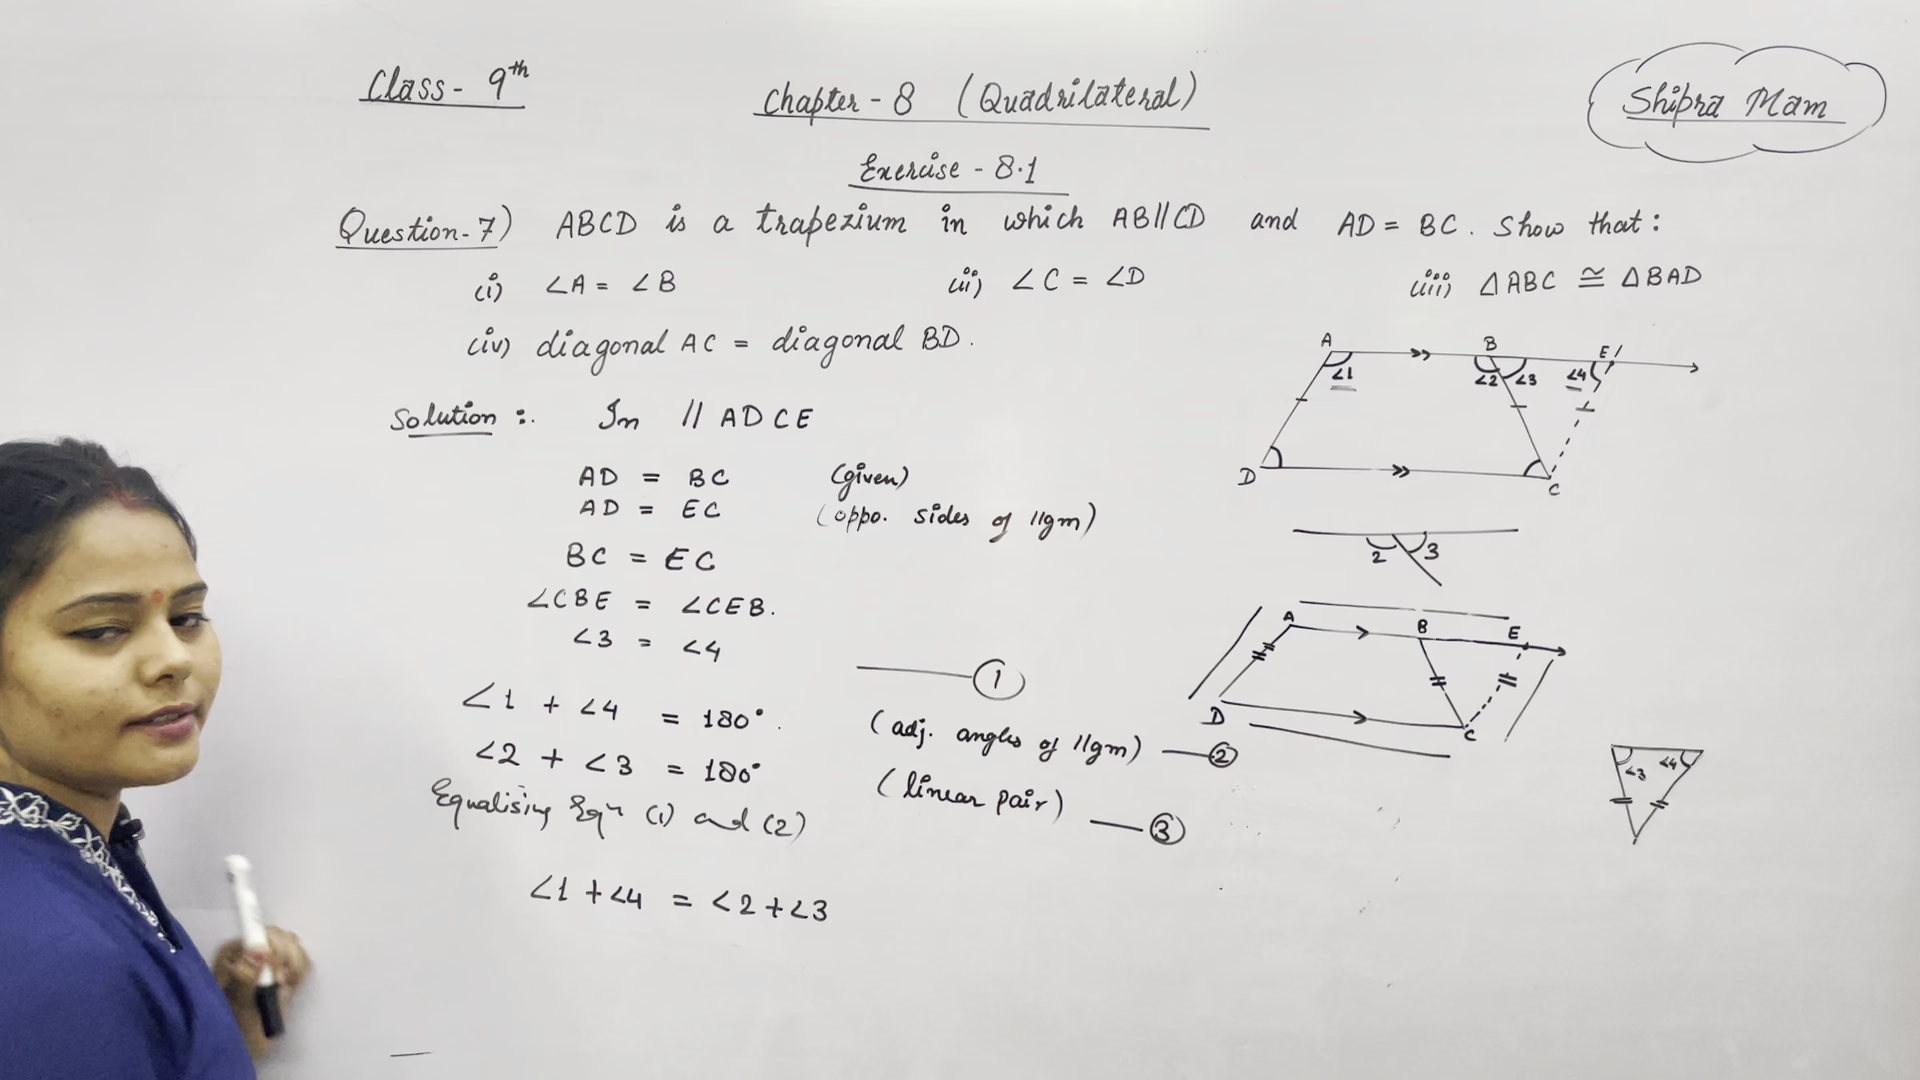 Class - 9th
Chapter - 8 (Quadrilateral)
Shipra Mam
Exercise - 8.1
Question-7) ABCD is a trapezium in which AB//CD and AD = BC. Show that:
(i) ∠A = ∠B (ii) ∠C = ∠D (iii) △ABC ≅ △BAD
(iv) diagonal AC = diagonal BD.
Solution :. In // ADCE
AD = BC (given)
AD = EC (oppo. sides of //gm)
BC = EC
∠CBE = ∠CEB.
∠3 = ∠4
——— ①
∠1 + ∠4 = 180°. (adj. angles of //gm) — ②
∠2 + ∠3 = 180° (linear pair) — ③
Equalising Eqn (1) and (2)
∠1 + ∠4 = ∠2 + ∠3
A B E
∠1 ∠2 ∠3 ∠4
D C
2 3
A B E
D C
∠3 ∠4